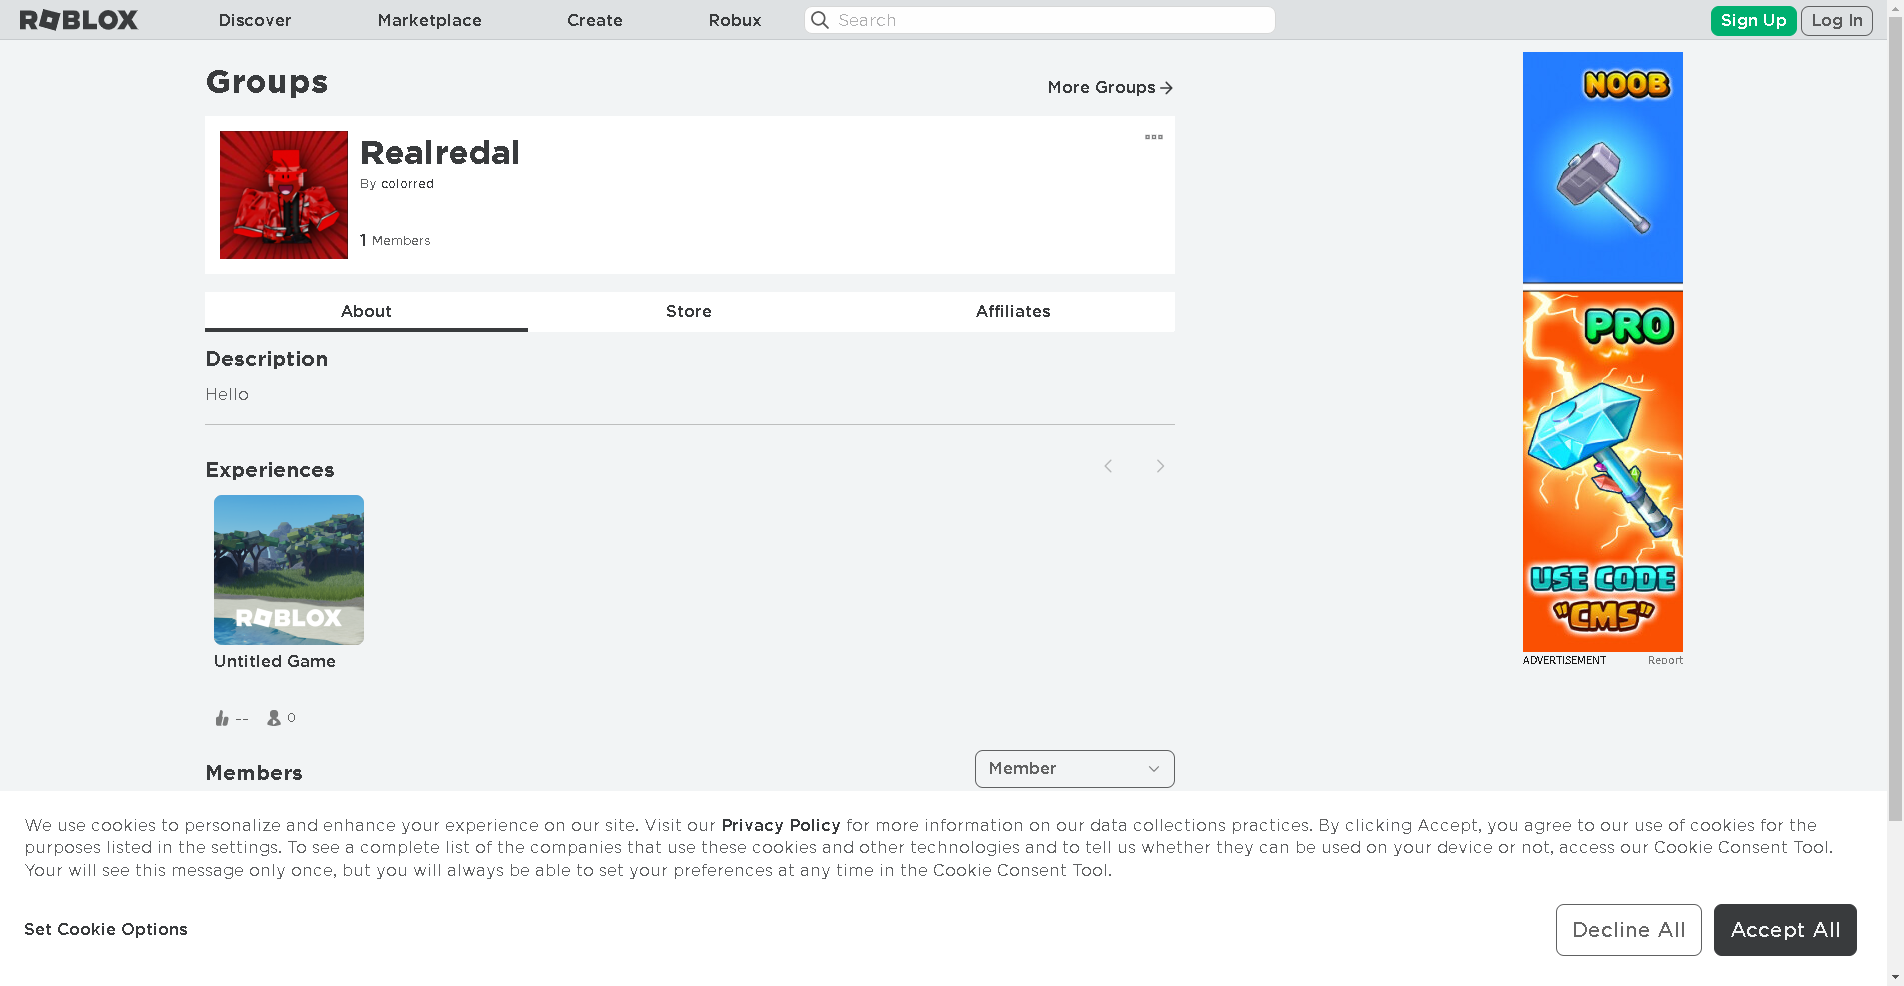 ROBLOX
Discover
Marketplace
Create
Robux
Search
Sign Up
Log In
Groups
More Groups
Realredal
By colorred
1 Members
About
Store
Affiliates
Description
Hello
Experiences
ROBLOX
Untitled Game
--
0
Members
Member
NOOB
PRO
USE CODE
"CMS"
ADVERTISEMENT
Report
We use cookies to personalize and enhance your experience on our site. Visit our Privacy Policy for more information on our data collections practices. By clicking Accept, you agree to our use of cookies for the
purposes listed in the settings. To see a complete list of the companies that use these cookies and other technologies and to tell us whether they can be used on your device or not, access our Cookie Consent Tool.
Your will see this message only once, but you will always be able to set your preferences at any time in the Cookie Consent Tool.
Set Cookie Options
Decline All
Accept All